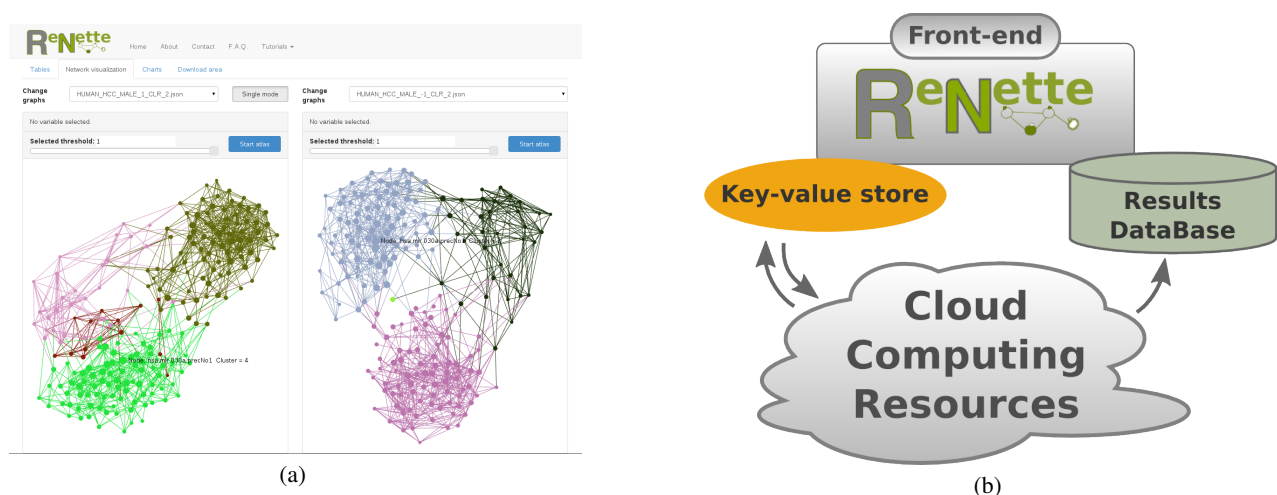 ReNette
Home About Contact F.A.Q. Tutorials
Tables Network visualization Charts Download area
Change graphs HUMAN_HCC_MALE_1_CLR_2.json Single mode
Change graphs HUMAN_HCC_MALE_-1_CLR_2.json
No variable selected.
No variable selected.
Selected threshold: 1 Start atlas
Selected threshold: 1 Start atlas
Cluster = 4
(a)
Front-end
ReNette
Key-value store
Results
DataBase
Cloud
Computing
Resources
(b)